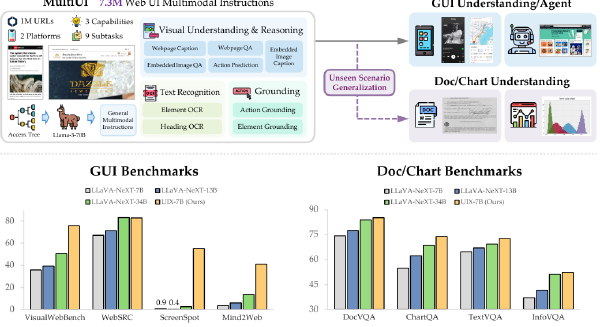 MultiUI 7.3M Web UI Multimodal Instructions
1M URLs
3 Capabilities
2 Platforms
9 Subtasks
Visual Understanding & Reasoning
Webpage Caption
Webpage QA
Embedded Image Caption
Embedded Image QA
Action Prediction
Text Recognition
Element OCR
Heading OCR
Grounding
Action Grounding
Element Grounding
Access Tree
Llama-3-70B
General
Multimodal
Instructions
Unseen Scenario
Generalization
GUI Understanding/Agent
Doc/Chart Understanding
GUI Benchmarks
LLaVA-NeXT-7B
LLaVA-NeXT-13B
LLaVA-NeXT-34B
UIX-7B (Ours)
80
60
40
20
0
0.9 0.4
VisualWebBench
WebSRC
ScreenSpot
Mind2Web
Doc/Chart Benchmarks
LLaVA-NeXT-7B
LLaVA-NeXT-13B
LLaVA-NeXT-34B
UIX-7B (Ours)
90
75
60
45
30
DocVQA
ChartQA
TextVQA
InfoVQA